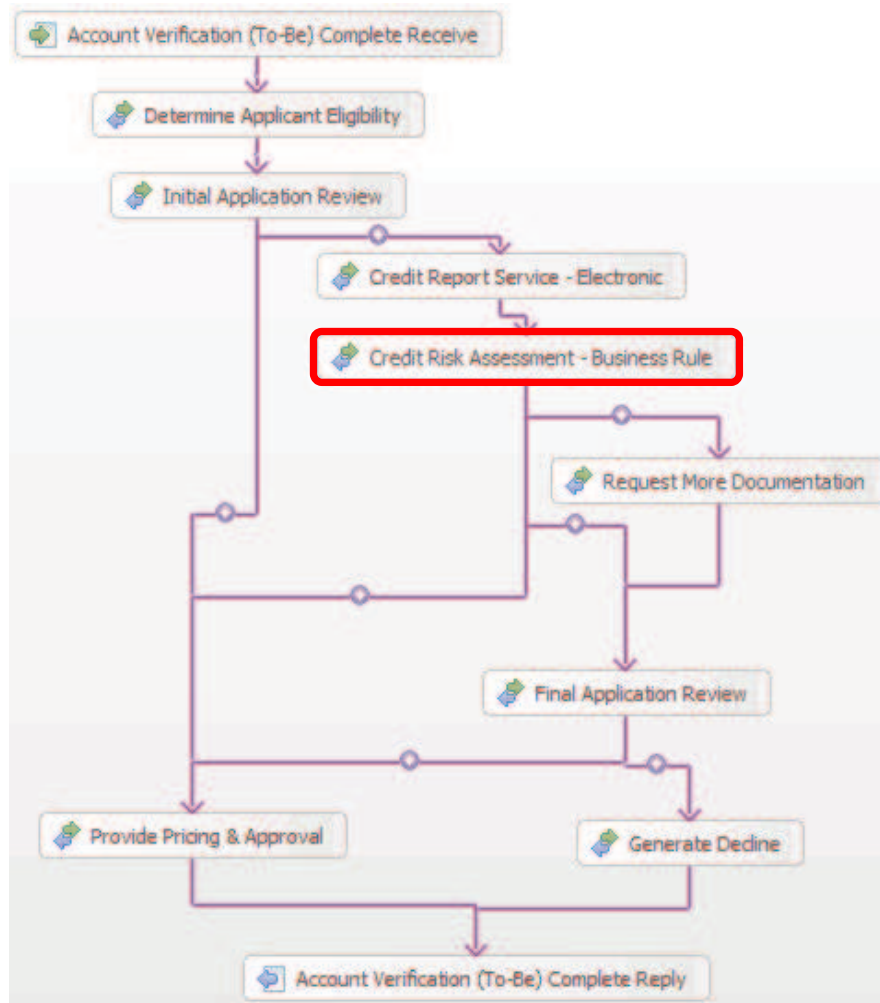 Account Verification (To-Be) Complete Receive
Determine Applicant Eligibility
Initial Application Review
Credit Report Service - Electronic
Credit Risk Assessment - Business Rule
Request More Documentation
Final Application Review
Provide Pricing & Approval
Generate Decline
Account Verification (To-Be) Complete Reply